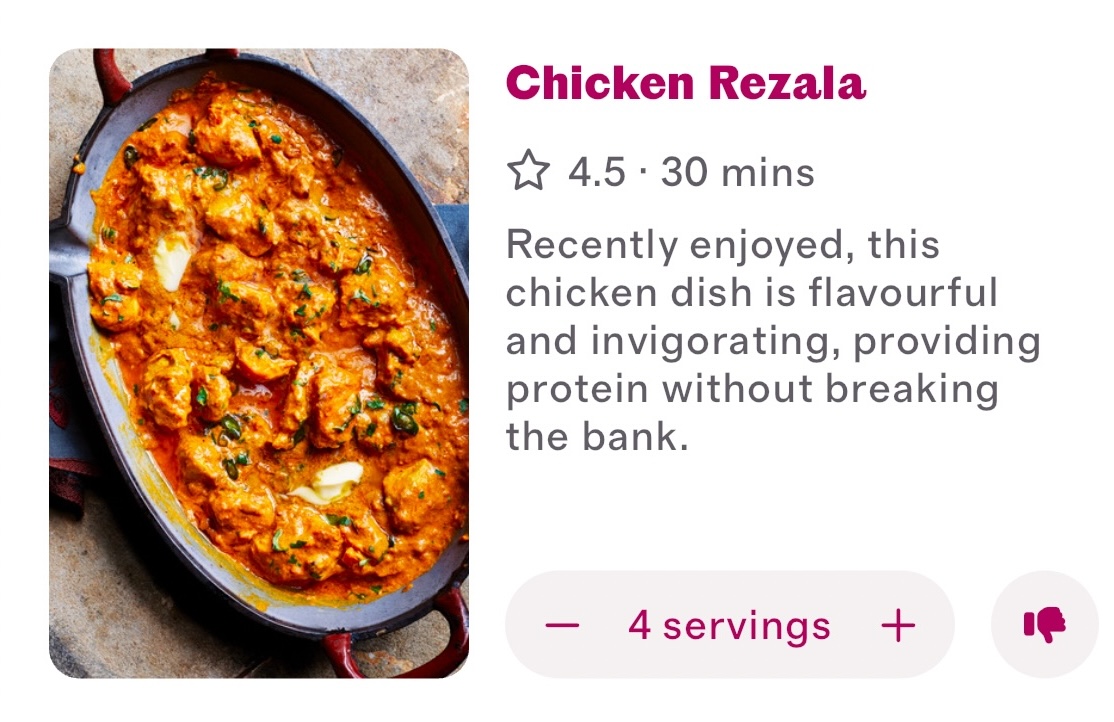 Chicken Rezala
4.5 · 30 mins
Recently enjoyed, this
chicken dish is flavourful
and invigorating, providing
protein without breaking
the bank.
− 4 servings +